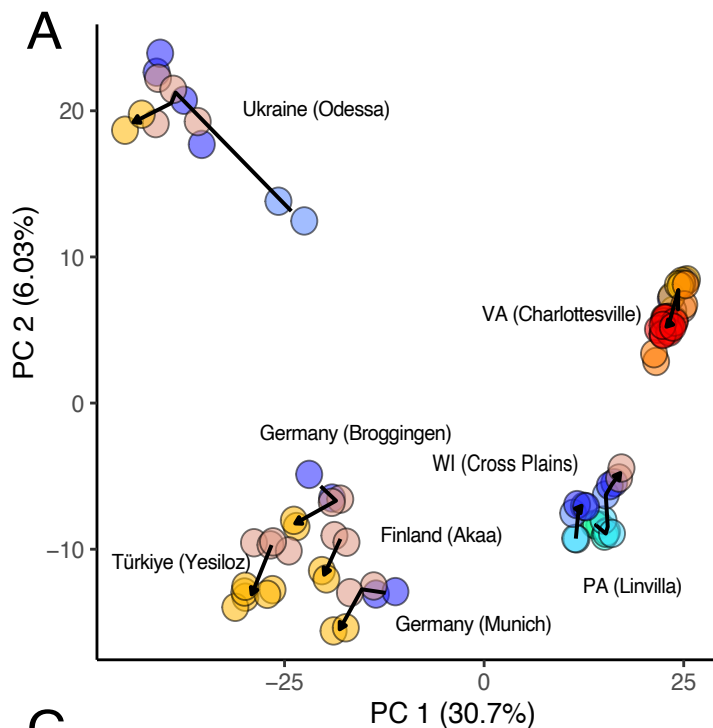 A
20
Ukraine (Odessa)
10
VA (Charlottesville)
PC 2 (6.03%)
0
Germany (Broggingen)
WI (Cross Plains)
−10
Finland (Akaa)
Türkiye (Yesiloz)
PA (Linvilla)
Germany (Munich)
−25
0
25
PC 1 (30.7%)